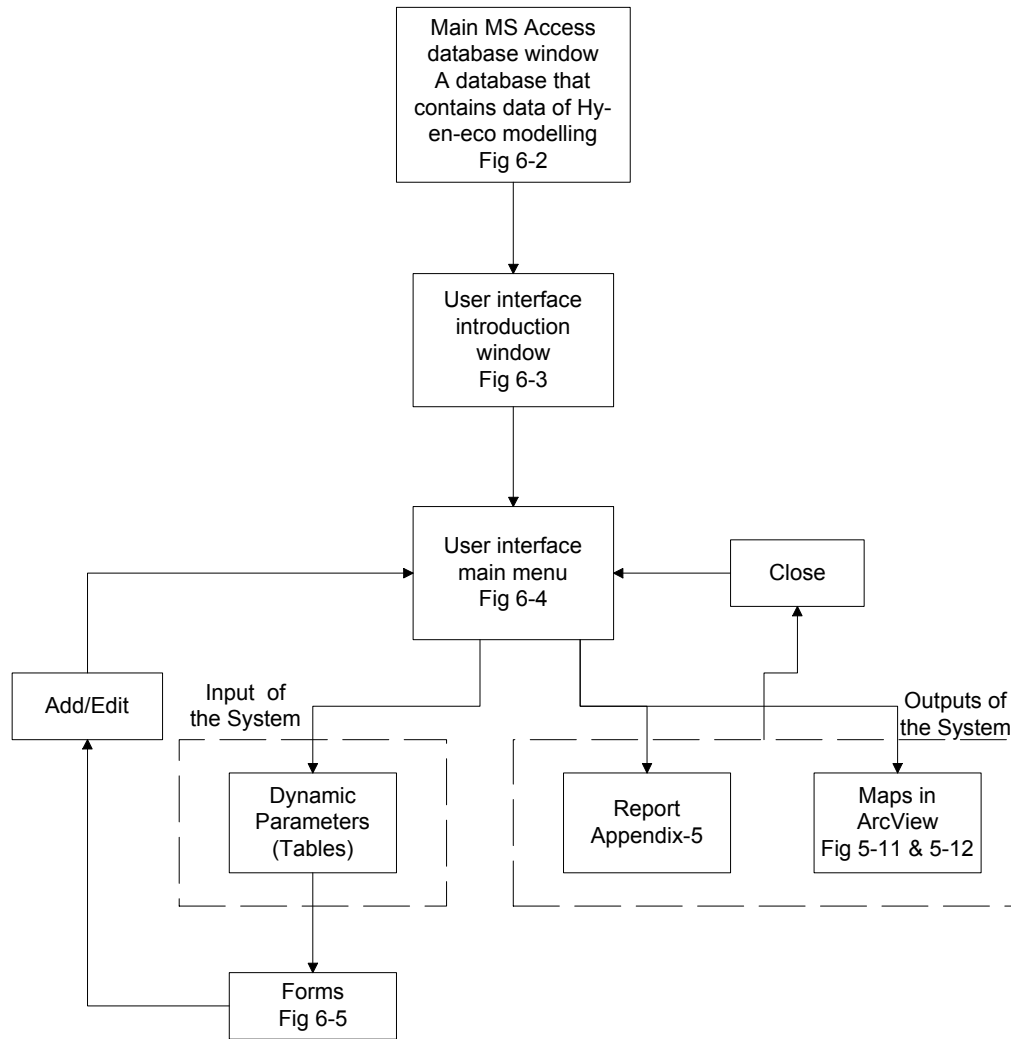 Main MS Access
database window
A database that
contains data of Hy-
en-eco modelling
Fig 6-2
User interface
introduction
window
Fig 6-3
User interface
main menu
Fig 6-4
Close
Add/Edit
Input of
the System
Outputs of
the System
Dynamic
Parameters
(Tables)
Report
Appendix-5
Maps in
ArcView
Fig 5-11 & 5-12
Forms
Fig 6-5